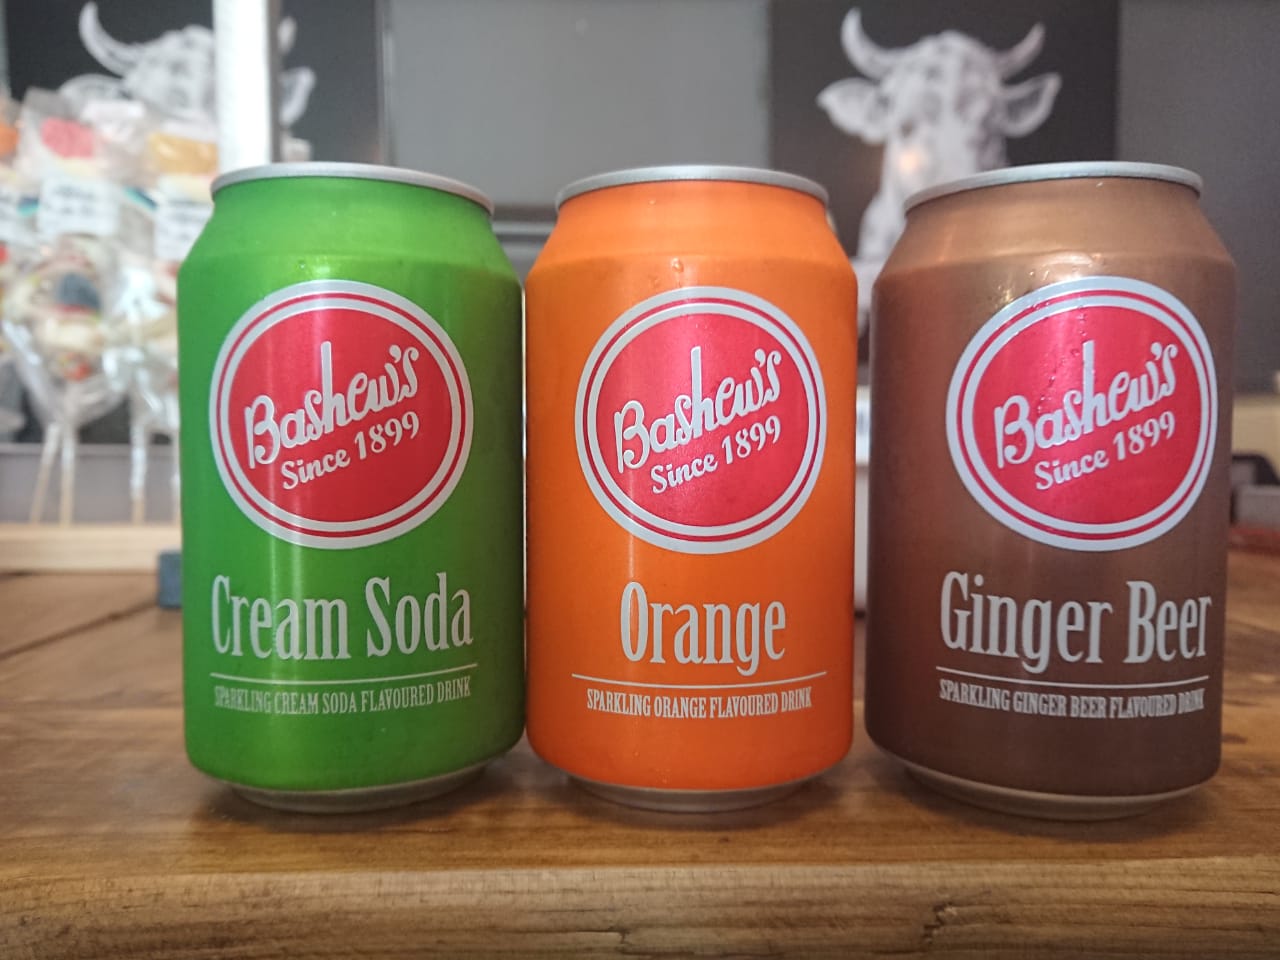 Bashew's
Since 1899
Cream Soda
SPARKLING CREAM SODA FLAVOURED DRINK
Bashew's
Since 1899
Orange
SPARKLING ORANGE FLAVOURED DRINK
Bashew's
Since 1899
Ginger Beer
SPARKLING GINGER BEER FLAVOURED DRINK